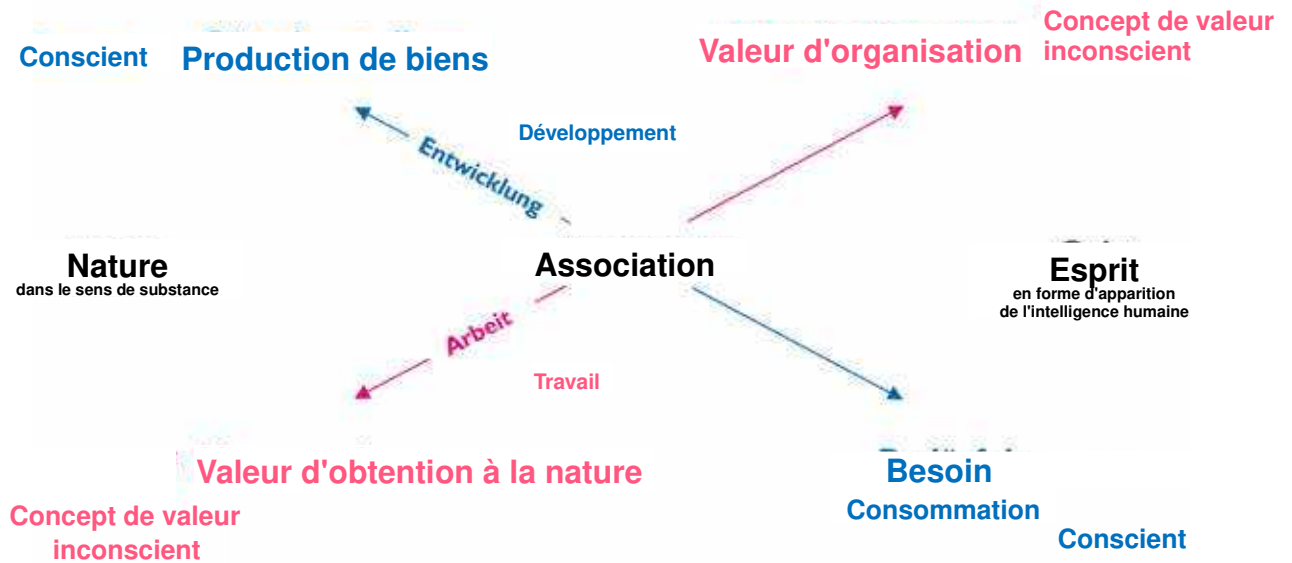 Concept de valeur
inconscient
Valeur d'organisation
Conscient
Production de biens
Développement
Entwicklung
Nature
dans le sens de substance
Association
Esprit
en forme d'apparition
de l'intelligence humaine
Arbeit
Travail
Valeur d'obtention à la nature
Besoin
Consommation
Concept de valeur
inconscient
Conscient